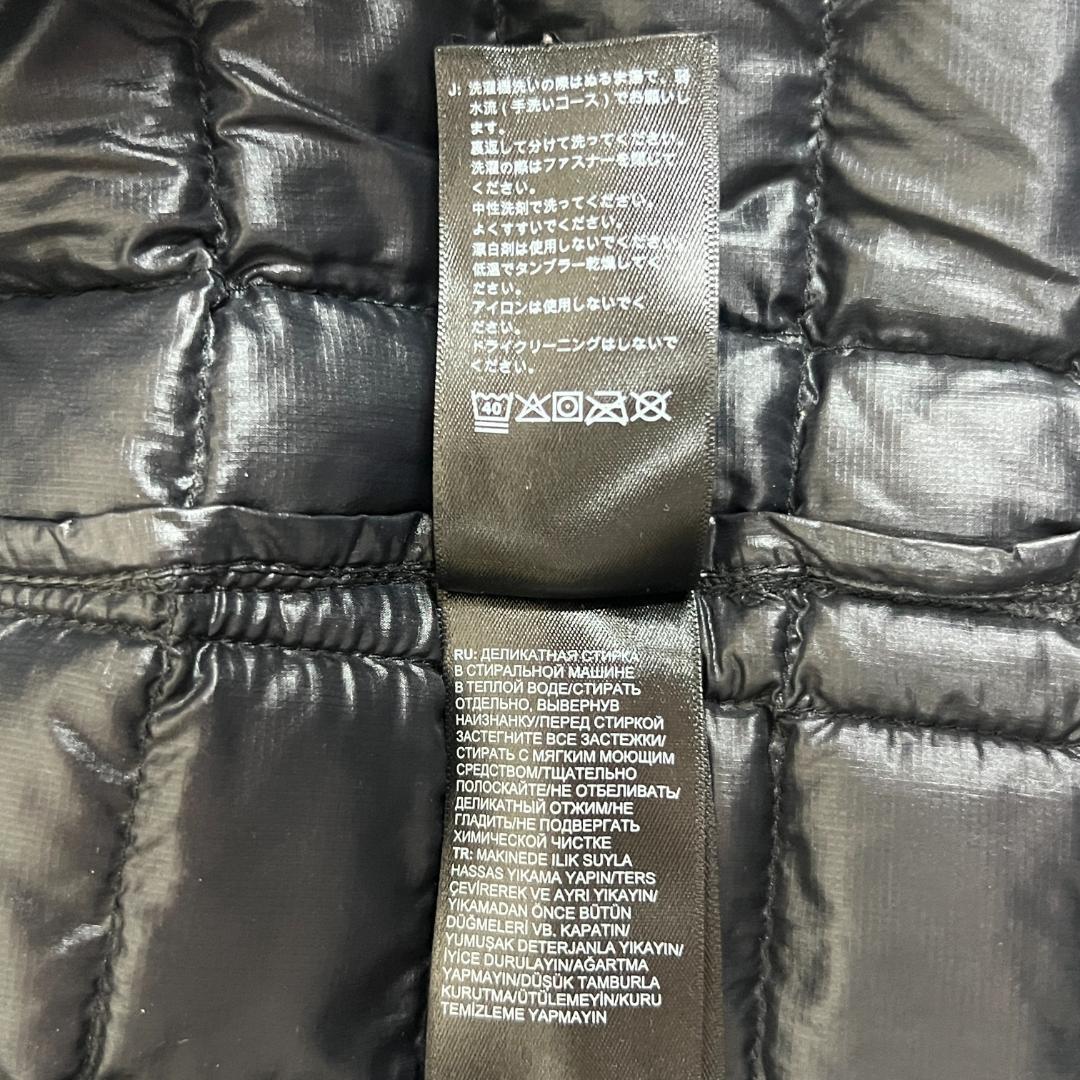 J: 洗濯機洗いの際はぬるま湯で、弱
水流(手洗いコース)でお願いし
ます。
裏返して分けて洗ってください。
洗濯の際はファスナーを閉じて
ください。
中性洗剤で洗ってください。
よくすすいでください。
漂白剤は使用しないでください。
低温でタンブラー乾燥してく
ださい。
アイロンは使用しないでく
ださい。
ドライクリーニングはしないで
ください。
40
RU: ДЕЛИКАТНАЯ СТИРКА
В СТИРАЛЬНОЙ МАШИНЕ
В ТЕПЛОЙ ВОДЕ/СТИРАТЬ
ОТДЕЛЬНО, ВЫВЕРНУВ
НАИЗНАНКУ/ПЕРЕД СТИРКОЙ
ЗАСТЕГНИТЕ ВСЕ ЗАСТЕЖКИ/
СТИРАТЬ С МЯГКИМ МОЮЩИМ
СРЕДСТВОМ/ТЩАТЕЛЬНО
ПОЛОСКАЙТЕ/НЕ ОТБЕЛИВАТЬ/
ДЕЛИКАТНЫЙ ОТЖИМ/НЕ
ГЛАДИТЬ/НЕ ПОДВЕРГАТЬ
ХИМИЧЕСКОЙ ЧИСТКЕ
TR: MAKINEDE ILIK SUYLA
HASSAS YIKAMA YAPIN/TERS
ÇEVİREREK VE AYRI YIKAYIN/
YIKAMADAN ÖNCE BÜTÜN
DÜĞMELERİ VB. KAPATIN/
YUMUŞAK DETERJANLA YIKAYIN/
İYICE DURULAYIN/AĞARTMA
YAPMAYIN/DÜŞÜK TAMBURLA
KURUTMA/ÜTÜLEMEYİN/KURU
TEMİZLEME YAPMAYIN